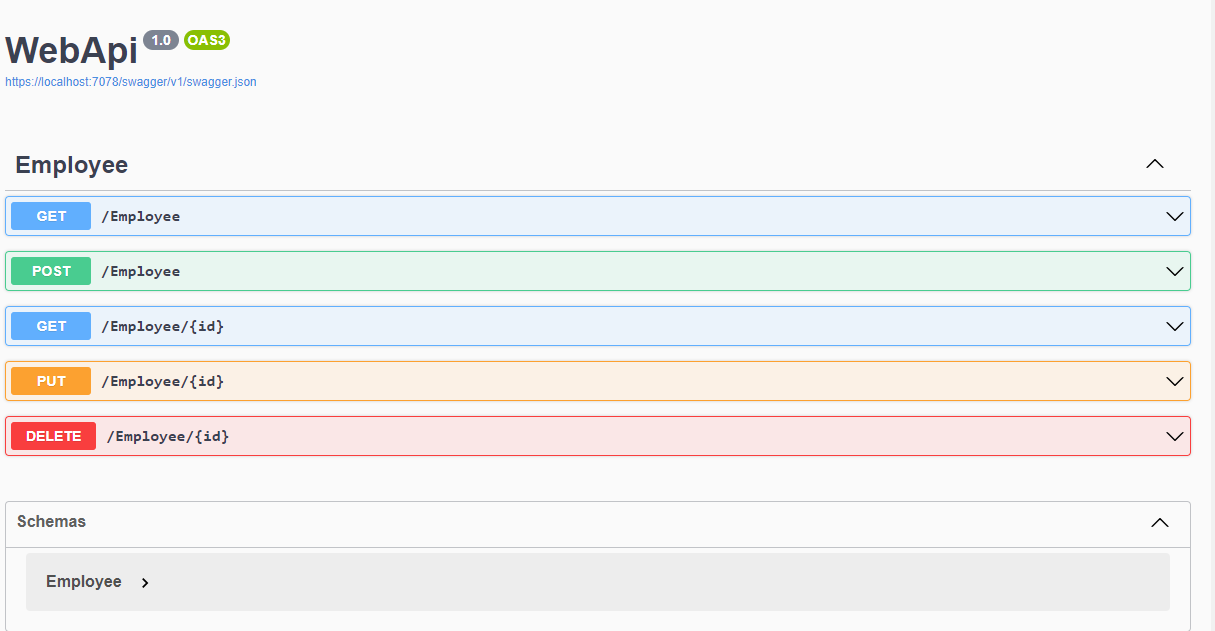 WebApi 1.0 OAS3
https://localhost:7078/swagger/v1/swagger.json
Employee
GET /Employee
POST /Employee
GET /Employee/{id}
PUT /Employee/{id}
DELETE /Employee/{id}
Schemas
Employee